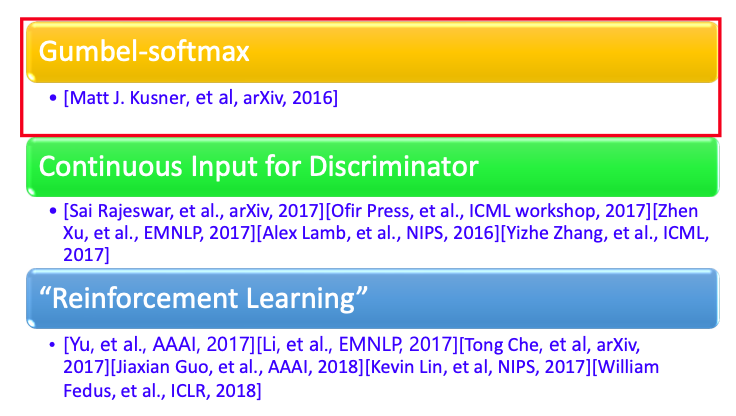 Gumbel-softmax
• [Matt J. Kusner, et al, arXiv, 2016]
Continuous Input for Discriminator
• [Sai Rajeswar, et al., arXiv, 2017][Ofir Press, et al., ICML workshop, 2017][Zhen
Xu, et al., EMNLP, 2017][Alex Lamb, et al., NIPS, 2016][Yizhe Zhang, et al., ICML,
2017]
“Reinforcement Learning”
• [Yu, et al., AAAI, 2017][Li, et al., EMNLP, 2017][Tong Che, et al, arXiv,
2017][Jiaxian Guo, et al., AAAI, 2018][Kevin Lin, et al, NIPS, 2017][William
Fedus, et al., ICLR, 2018]